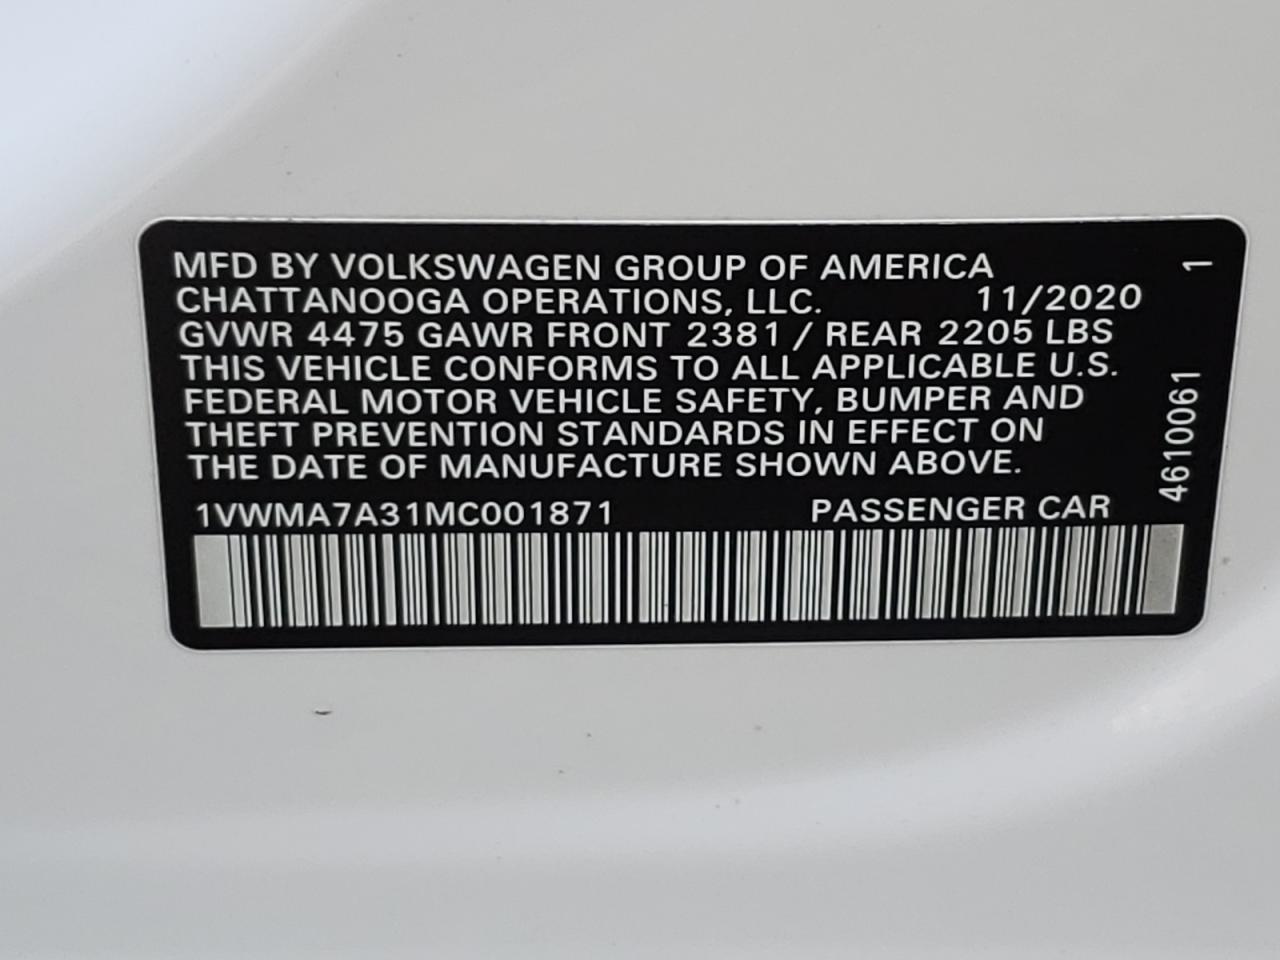 MFD BY VOLKSWAGEN GROUP OF AMERICA
CHATTANOOGA OPERATIONS, LLC. 11/2020
GVWR 4475 GAWR FRONT 2381 / REAR 2205 LBS
THIS VEHICLE CONFORMS TO ALL APPLICABLE U.S.
FEDERAL MOTOR VEHICLE SAFETY, BUMPER AND
THEFT PREVENTION STANDARDS IN EFFECT ON
THE DATE OF MANUFACTURE SHOWN ABOVE.
1VWMA7A31MC001871 PASSENGER CAR
4610061 1